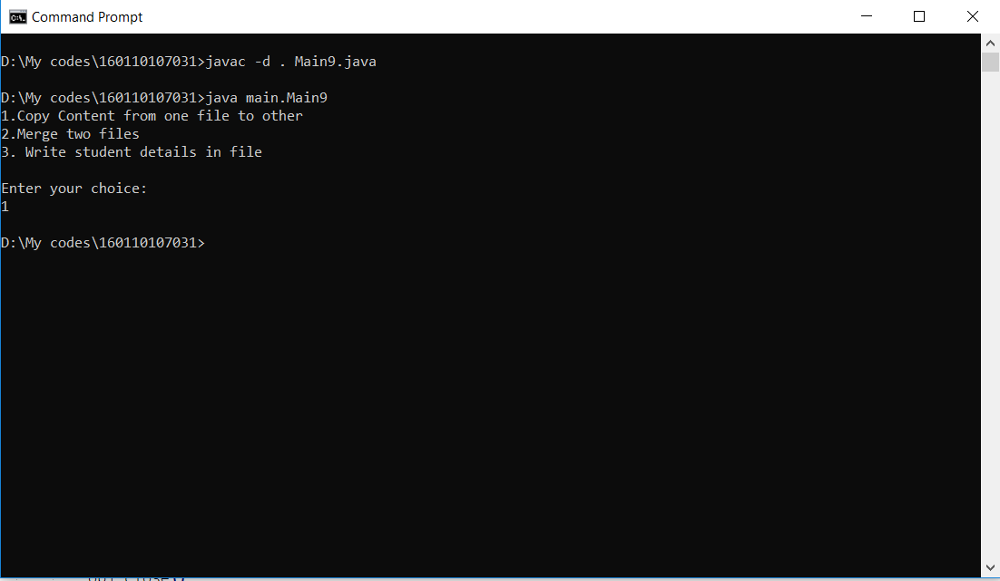 Command Prompt
D:\My codes\160110107031>javac -d . Main9.java
D:\My codes\160110107031>java main.Main9
1.Copy Content from one file to other
2.Merge two files
3. Write student details in file
Enter your choice:
1
D:\My codes\160110107031>